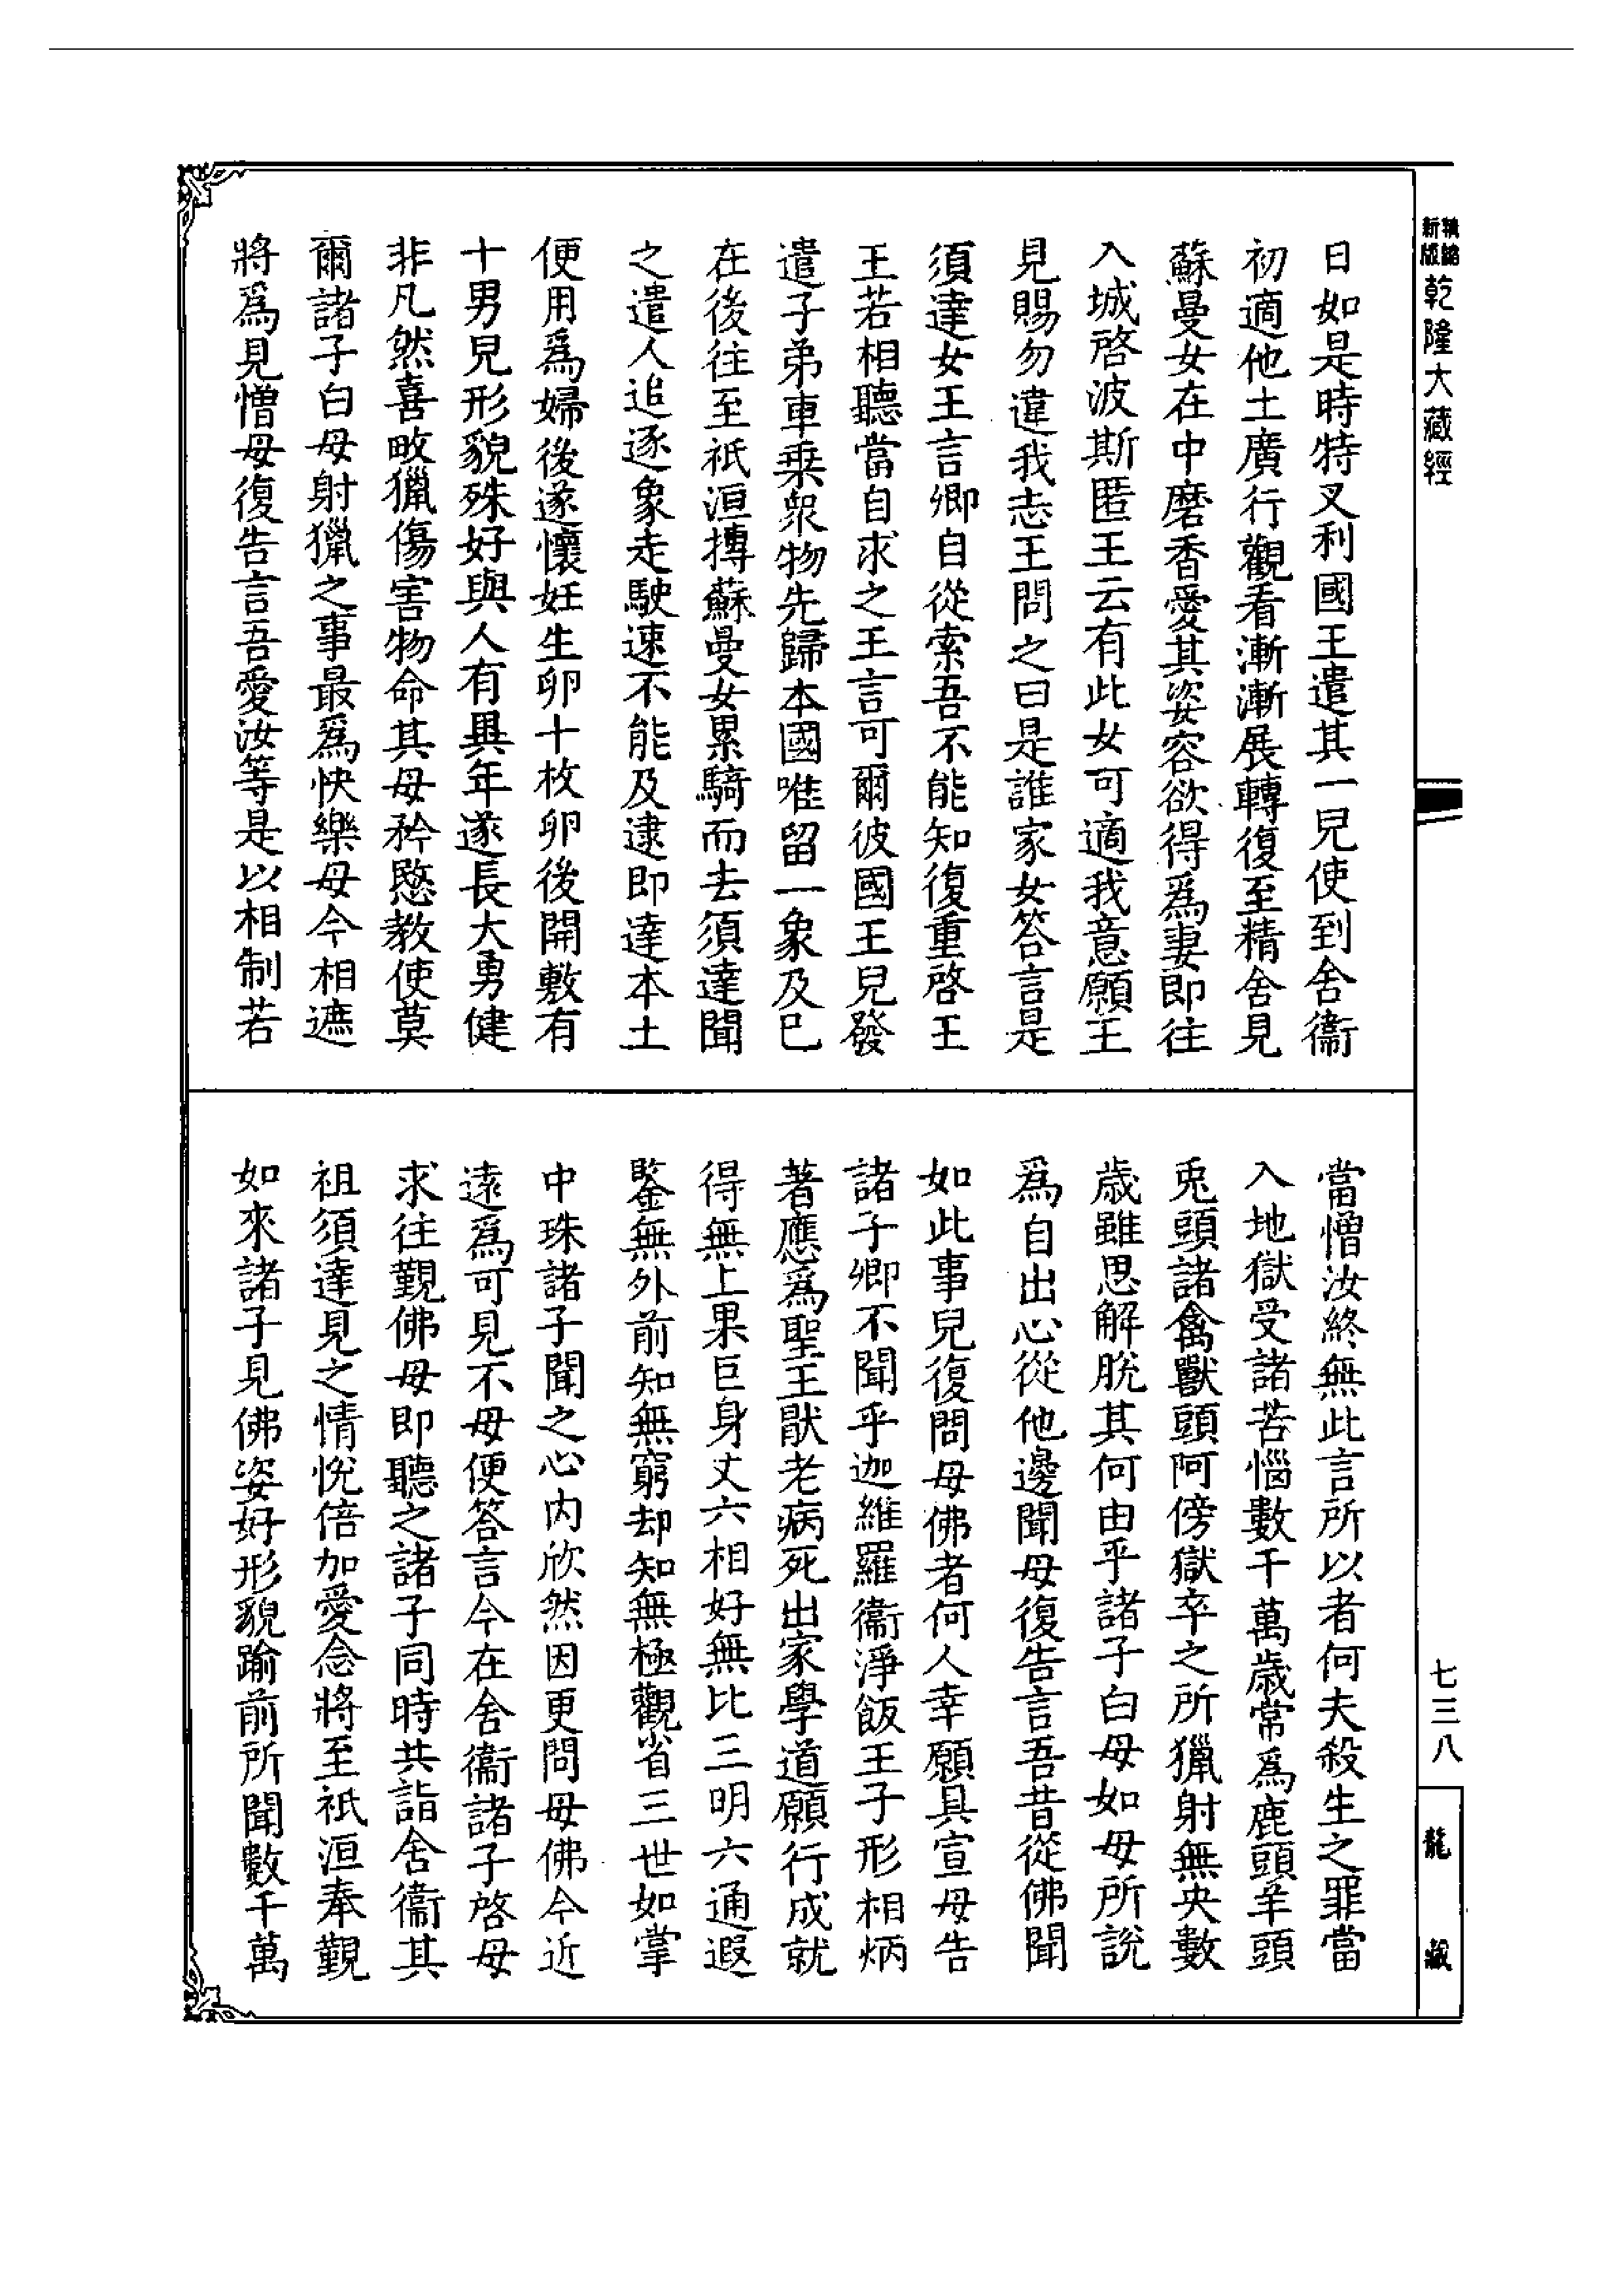 新編縮版 乾隆大藏經
日如是時特叉利國王遣其一兒使到舍衞
初適他土廣行觀看漸漸展轉復至精舍見
蘇曼女在中磨香愛其姿容欲得爲妻即往
入城啓波斯匿王云有此女可適我意願王
見賜勿違我志王問之曰是誰家女答言是
須達女王言卿自從索吾不能知復重啓王
王若相聽當自求之王言可爾彼國王兒發
遣子弟車乗衆物先歸本國唯留一象及巳
在後往至祇洹摶蘇曼女累騎而去須達聞
之遣人追逐象走駛速不能及逮即達本土
便用爲婦後遂懷妊生卵十枚卵後開敷有
十男兒形貌殊好與人有異年遂長大勇健
非凡然喜畋獵傷害物命其母矜愍教使莫
爾諸子白母射獵之事最爲快樂母今相遮
將爲見憎母復告言吾愛汝等是以相制若
當憎汝終無此言所以者何夫殺生之罪當
入地獄受諸苦惱數千萬歲常爲鹿頭羊頭
兎頭諸禽獸頭阿傍獄卒之所獵射無央數
歲雖思解脫其何由乎諸子白母如母所說
爲自出心從他邊聞母復告言吾昔從佛聞
如此事兒復問母佛者何人幸願具宣母告
諸子卿不聞乎迦維羅衞淨飯王子形相炳
著應爲聖王猒老病死出家學道願行成就
得無上果巨身丈六相好無比三明六通遐
鑒無外前知無窮却知無極觀省三世如掌
中珠諸子聞之心内欣然因更問母佛今近
遠爲可見不母便答言今在舍衞諸子啓母
求往覲佛母即聽之諸子同時共詣舍衞其
祖須達見之情悅倍加愛念將至祇洹奉覲
如來諸子見佛姿好形貌踰前所聞數千萬
七三八
龍藏